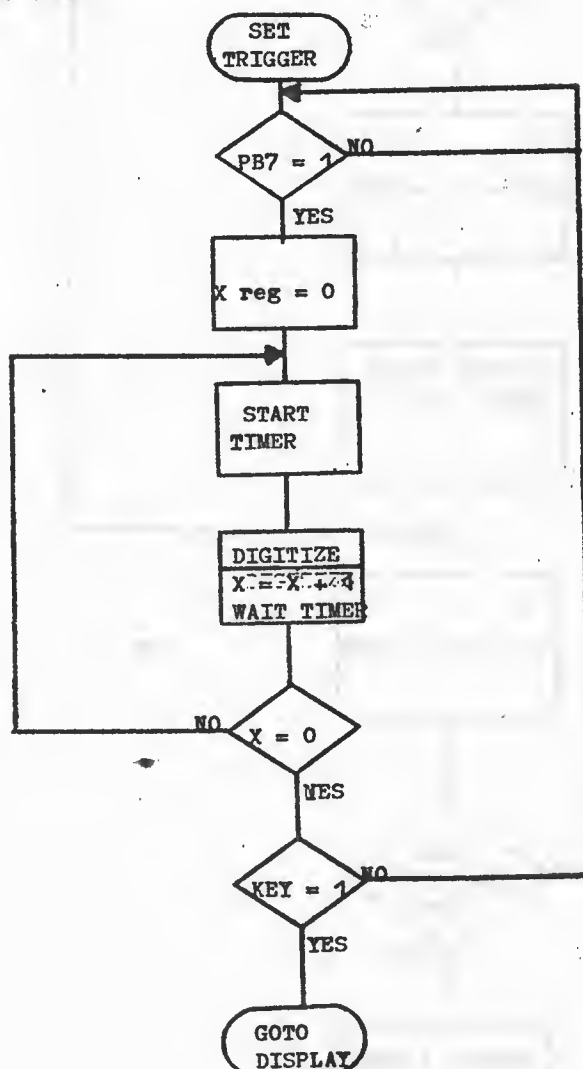 SET
TRIGGER
PB7 = 1
NO
YES
X reg = 0
START
TIMER
DIGITIZE
X = X + 4
WAIT TIMER
NO
X = 0
YES
KEY = 1
NO
YES
GOTO
DISPLAY